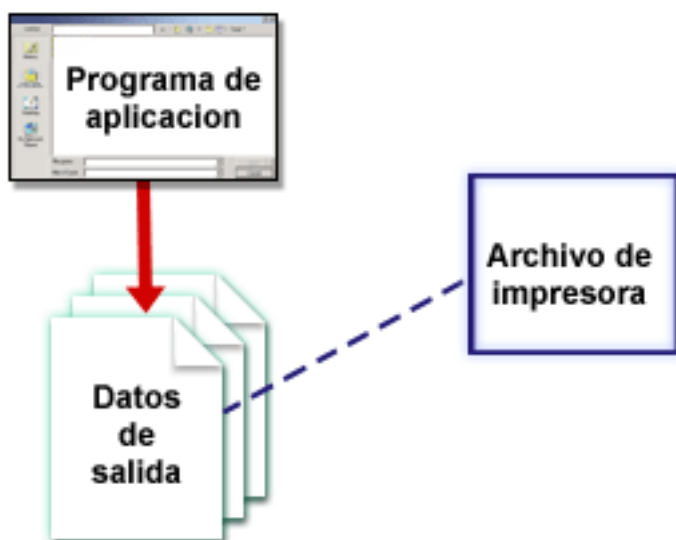 Programa de
aplicacion
Archivo de
impresora
Datos
de
salida